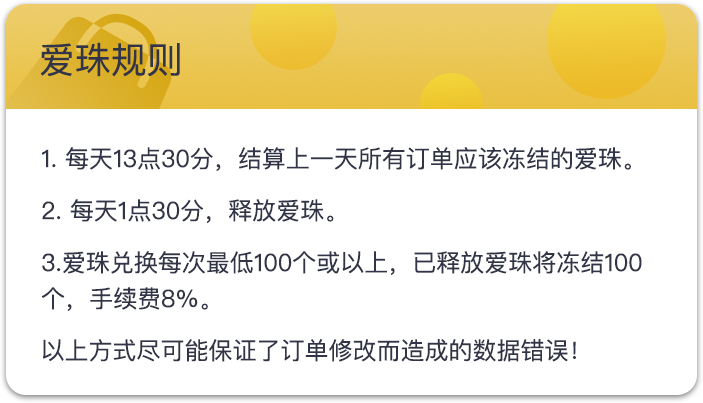 爱珠规则
1. 每天13点30分，结算上一天所有订单应该冻结的爱珠。
2. 每天1点30分，释放爱珠。
3.爱珠兑换每次最低100个或以上，已释放爱珠将冻结100
个，手续费8%。
以上方式尽可能保证了订单修改而造成的数据错误！